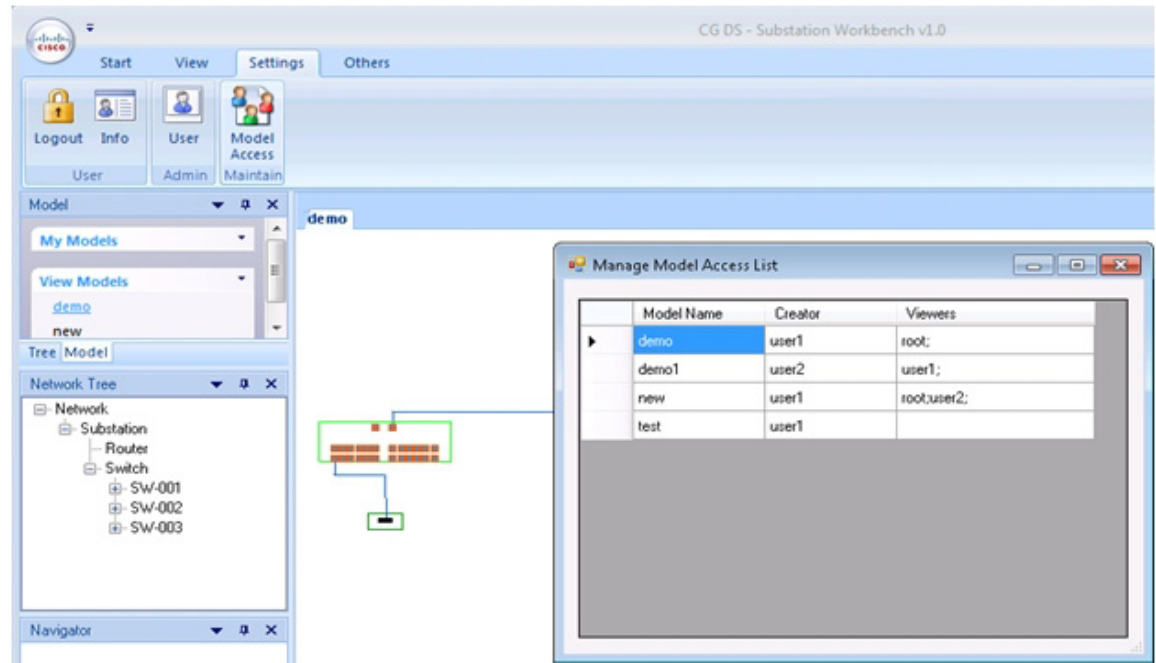 CISCO
CG DS - Substation Workbench v1.0
Start View Settings Others
Logout Info User Model Access
User Admin Maintain
Model
demo
My Models
View Models
demo
new
Tree Model
Network Tree
Network
Substation
Router
Switch
SW-001
SW-002
SW-003
Navigator
Manage Model Access List
Model Name Creator Viewers
demo user1 root;
demo1 user2 user1;
new user1 root;user2;
test user1